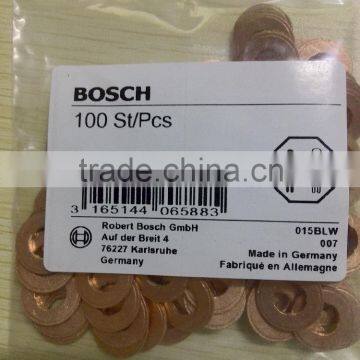 BOSCH
100 St/Pcs
trade.china.cn
3 165144 065883
Robert Bosch GmbH
Auf der Breit 4
76227 Karlsruhe
Germany
015BLW
007
Made in Germany
Fabriqué en Allemagne